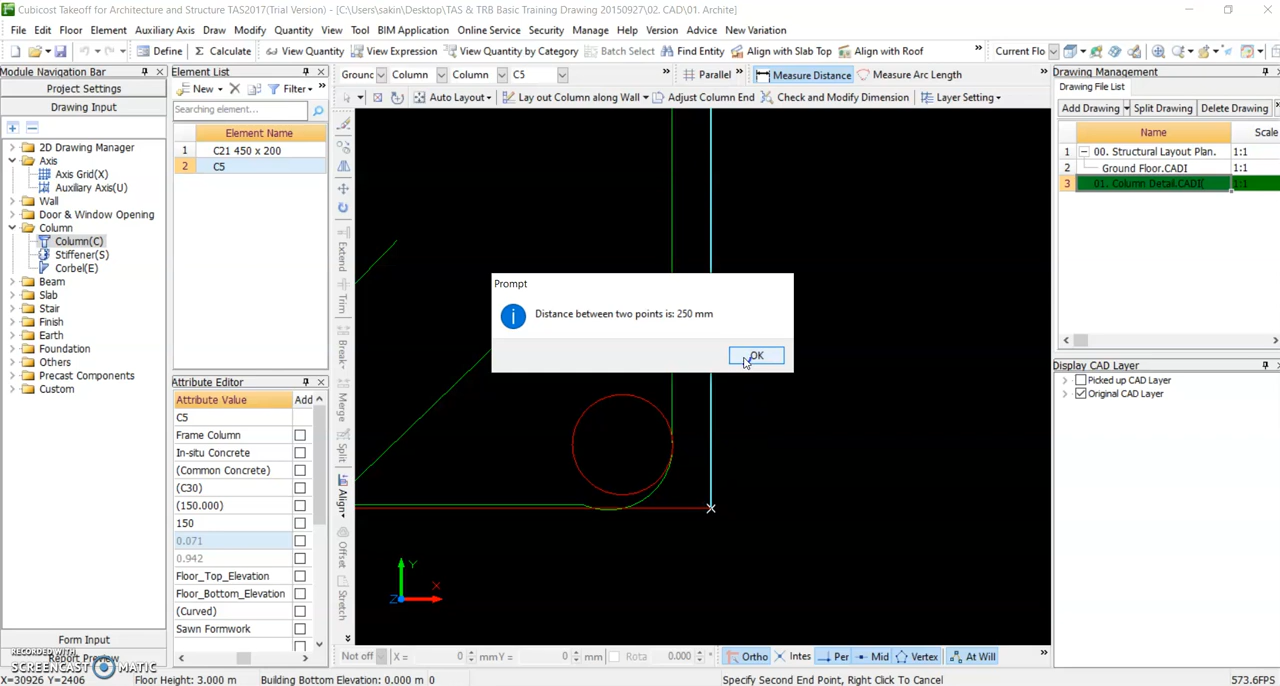 Cubicost Takeoff for Architecture and Structure TAS2017(Trial Version) - [C:\Users\sakin\Desktop\TAS & TRB Basic Training Drawing 20150927\02. CAD\01. Archite]
File Edit Floor Element Auxiliary Axis Draw Modify Quantity View Tool BIM Application Online Service Security Manage Help Version Advice New Variation
Define Σ Calculate View Quantity View Expression View Quantity by Category Batch Select Find Entity Align with Slab Top Align with Roof » Current Flo
Module Navigation Bar
Project Settings
Drawing Input
2D Drawing Manager
Axis
Axis Grid(X)
Auxiliary Axis(U)
Wall
Door & Window Opening
Column
Column(C)
Stiffener(S)
Corbel(E)
Beam
Slab
Stair
Finish
Earth
Foundation
Others
Precast Components
Custom
Form Input
Report Preview
RECORDED WITH
SCREENCAST MATIC
Element List
New Filter »
Searching element...
Element Name
1 C21 450 x 200
2 C5
Attribute Editor
Attribute Value Add
C5
Frame Column
In-situ Concrete
(Common Concrete)
(C30)
(150.000)
150
0.071
0.942
Floor_Top_Elevation
Floor_Bottom_Elevation
(Curved)
Sawn Formwork
Grounc Column Column C5 » Parallel » Measure Distance Measure Arc Length »
Auto Layout Lay out Column along Wall Adjust Column End Check and Modify Dimension Layer Setting
Extend
Trim
Break
Merge
Split
Align
Offset
Stretch
Prompt
Distance between two points is: 250 mm
OK
Y
X
Z
Not off X = 0 mm Y = 0 mm Rota 0.000 ° Ortho Intes Per Mid Vertex At Will »
Drawing Management
Drawing File List
Add Drawing Split Drawing Delete Drawing
Name Scale
1 00. Structural Layout Plan. 1:1
2 Ground Floor.CADI 1:1
3 01. Column Detail.CADI( 1:1
Display CAD Layer
Picked up CAD Layer
Original CAD Layer
X=30926 Y=2406 Floor Height: 3.000 m Building Bottom Elevation: 0.000 m 0 Specify Second End Point, Right Click To Cancel 573.6FPS